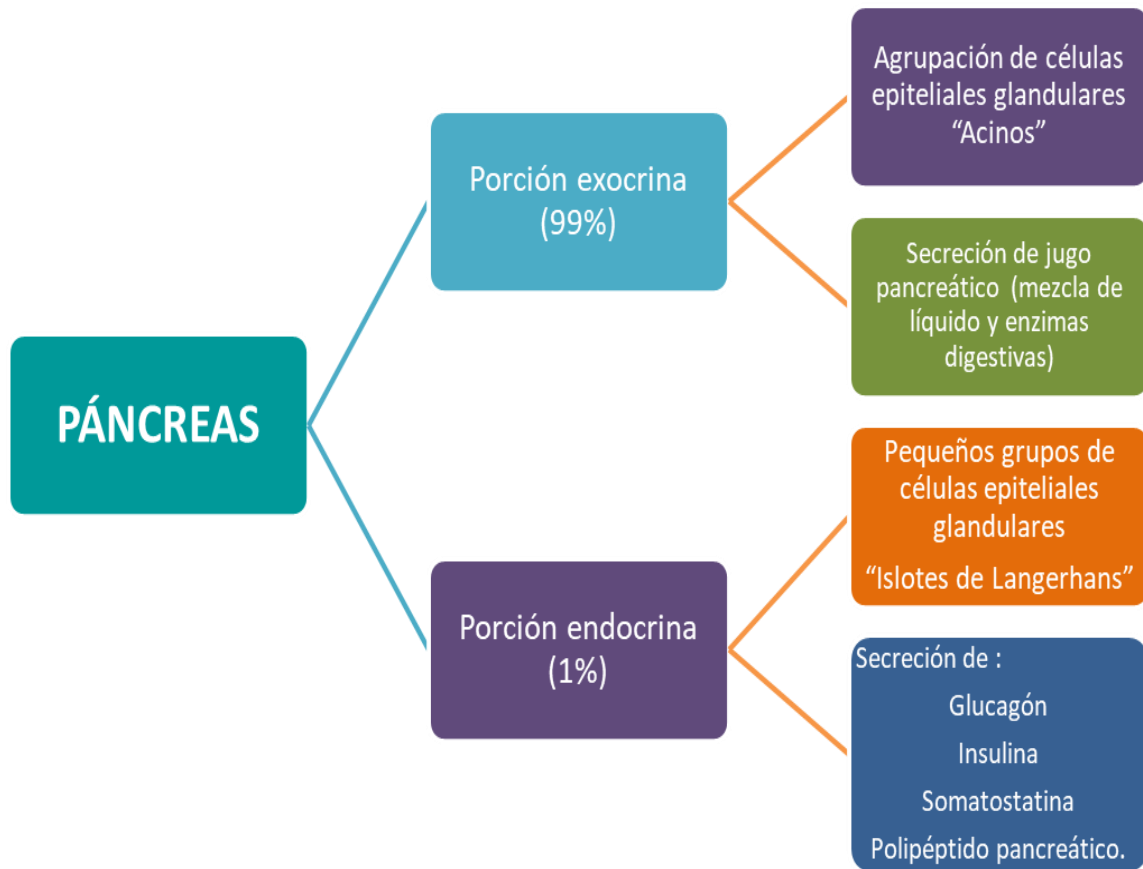 PÁNCREAS
Porción exocrina
(99%)
Agrupación de células
epiteliales glandulares
“Acinos”
Secreción de jugo
pancreático (mezcla de
líquido y enzimas
digestivas)
Porción endocrina
(1%)
Pequeños grupos de
células epiteliales
glandulares
“Islotes de Langerhans”
Secreción de :
Glucagón
Insulina
Somatostatina
Polipéptido pancreático.